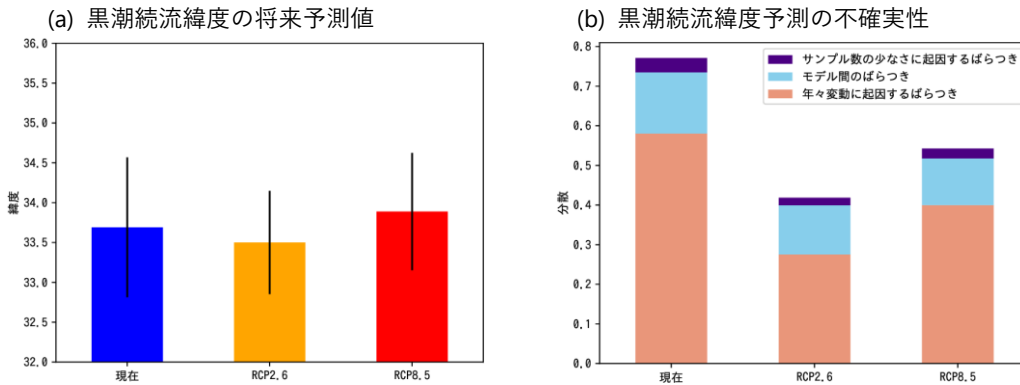 (a) 黒潮続流緯度の将来予測値
36.0
35.5
35.0
34.5
34.0
33.5
33.0
32.5
32.0
緯度
現在
RCP2.6
RCP8.5
(b) 黒潮続流緯度予測の不確実性
0.8
0.7
0.6
0.5
0.4
0.3
0.2
0.1
0.0
分散
サンプル数の少なさに起因するばらつき
モデル間のばらつき
年々変動に起因するばらつき
現在
RCP2.6
RCP8.5